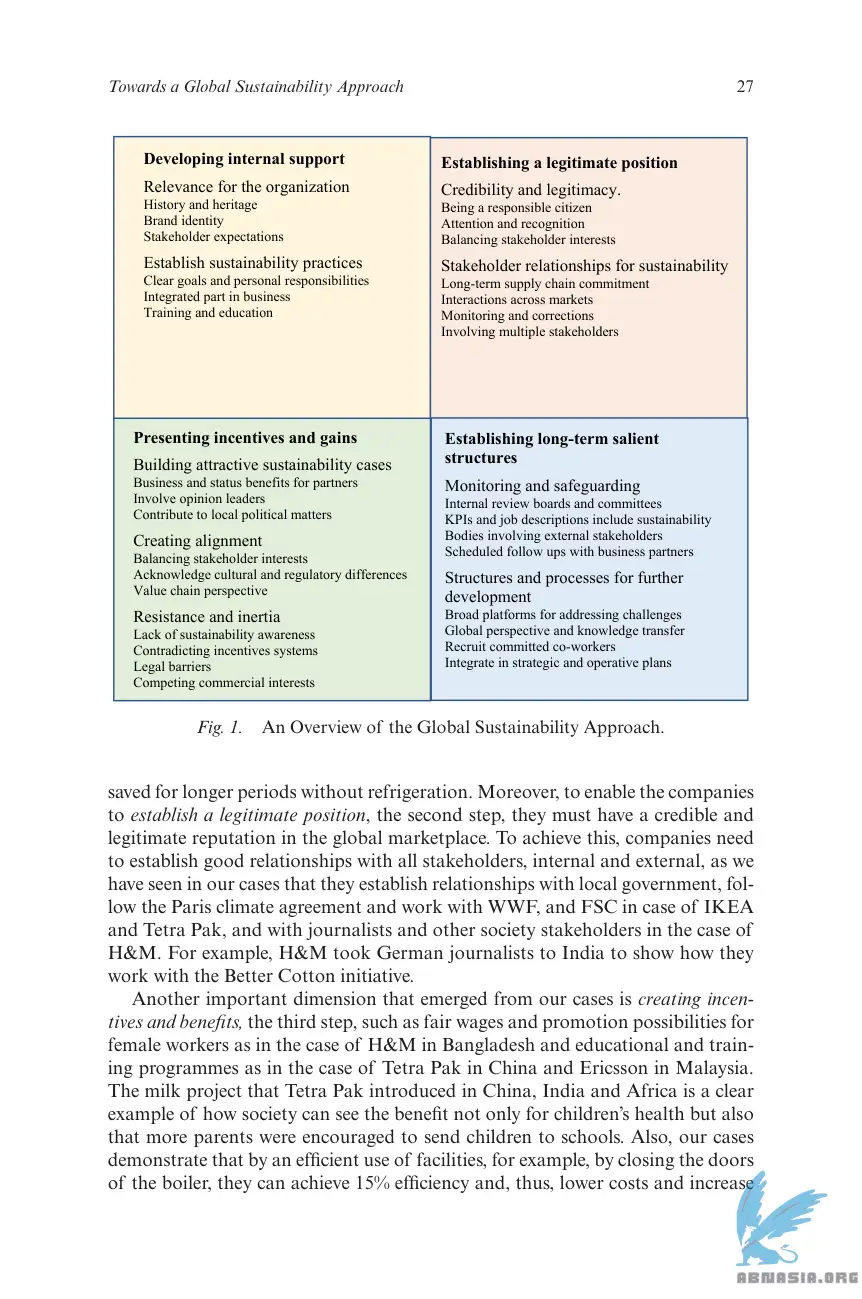 Towards a Global Sustainability Approach 27
Developing internal support
Relevance for the organization
History and heritage
Brand identity
Stakeholder expectations
Establish sustainability practices
Clear goals and personal responsibilities
Integrated part in business
Training and education
Establishing a legitimate position
Credibility and legitimacy.
Being a responsible citizen
Attention and recognition
Balancing stakeholder interests
Stakeholder relationships for sustainability
Long-term supply chain commitment
Interactions across markets
Monitoring and corrections
Involving multiple stakeholders
Presenting incentives and gains
Building attractive sustainability cases
Business and status benefits for partners
Involve opinion leaders
Contribute to local political matters
Creating alignment
Balancing stakeholder interests
Acknowledge cultural and regulatory differences
Value chain perspective
Resistance and inertia
Lack of sustainability awareness
Contradicting incentives systems
Legal barriers
Competing commercial interests
Establishing long-term salient
structures
Monitoring and safeguarding
Internal review boards and committees
KPIs and job descriptions include sustainability
Bodies involving external stakeholders
Scheduled follow ups with business partners
Structures and processes for further
development
Broad platforms for addressing challenges
Global perspective and knowledge transfer
Recruit committed co-workers
Integrate in strategic and operative plans
Fig. 1. An Overview of the Global Sustainability Approach.
saved for longer periods without refrigeration. Moreover, to enable the companies
to establish a legitimate position, the second step, they must have a credible and
legitimate reputation in the global marketplace. To achieve this, companies need
to establish good relationships with all stakeholders, internal and external, as we
have seen in our cases that they establish relationships with local government, fol-
low the Paris climate agreement and work with WWF, and FSC in case of IKEA
and Tetra Pak, and with journalists and other society stakeholders in the case of
H&M. For example, H&M took German journalists to India to show how they
work with the Better Cotton initiative.
Another important dimension that emerged from our cases is creating incen-
tives and benefits, the third step, such as fair wages and promotion possibilities for
female workers as in the case of H&M in Bangladesh and educational and train-
ing programmes as in the case of Tetra Pak in China and Ericsson in Malaysia.
The milk project that Tetra Pak introduced in China, India and Africa is a clear
example of how society can see the benefit not only for children's health but also
that more parents were encouraged to send children to schools. Also, our cases
demonstrate that by an efficient use of facilities, for example, by closing the doors
of the boiler, they can achieve 15% efficiency and, thus, lower costs and increase
ABNASIA.ORG